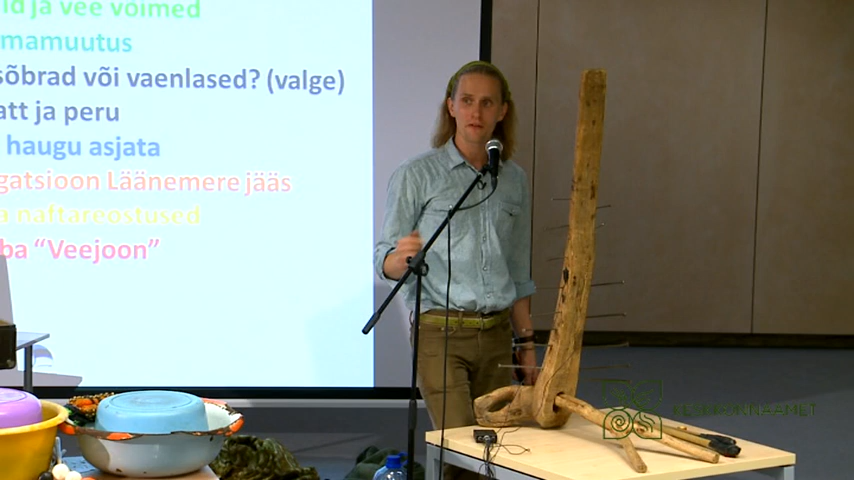 id ja vee võimed
mamuutus
sõbrad või vaenlased? (valge)
att ja peru
haugu asjata
gatsioon Läänemere jääs
a naftareostused
ba “Veejoon”
KESKKONNAAMET